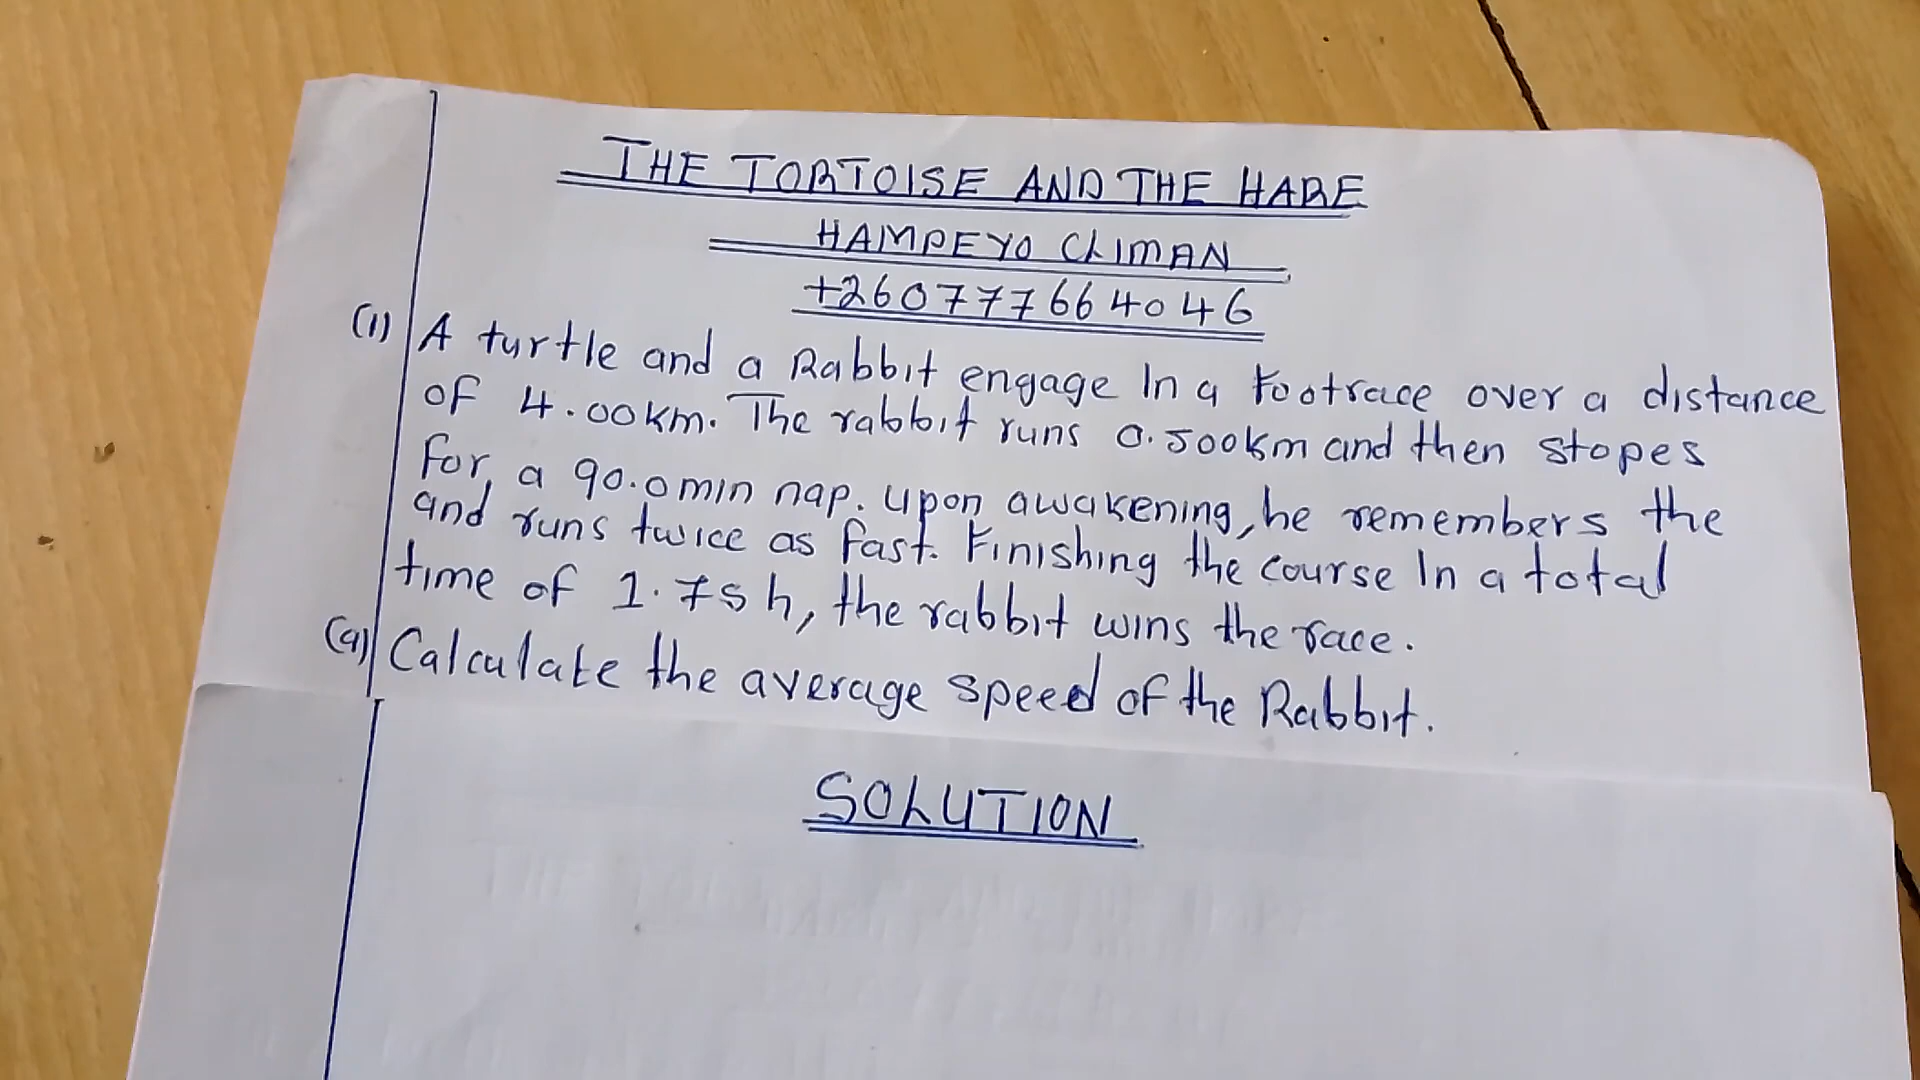 THE TORTOISE AND THE HARE
HAMPEYO CLIMAN
+260777664046
(1) A turtle and a Rabbit engage In a footrace over a distance
of 4.00km. The rabbit runs 0.500km and then stopes
for a 90.0min nap. Upon awakening, he remembers the
and runs twice as fast. Finishing the course In a total
time of 1.75h, the rabbit wins the race.
(a) Calculate the average speed of the Rabbit.
SOLUTION